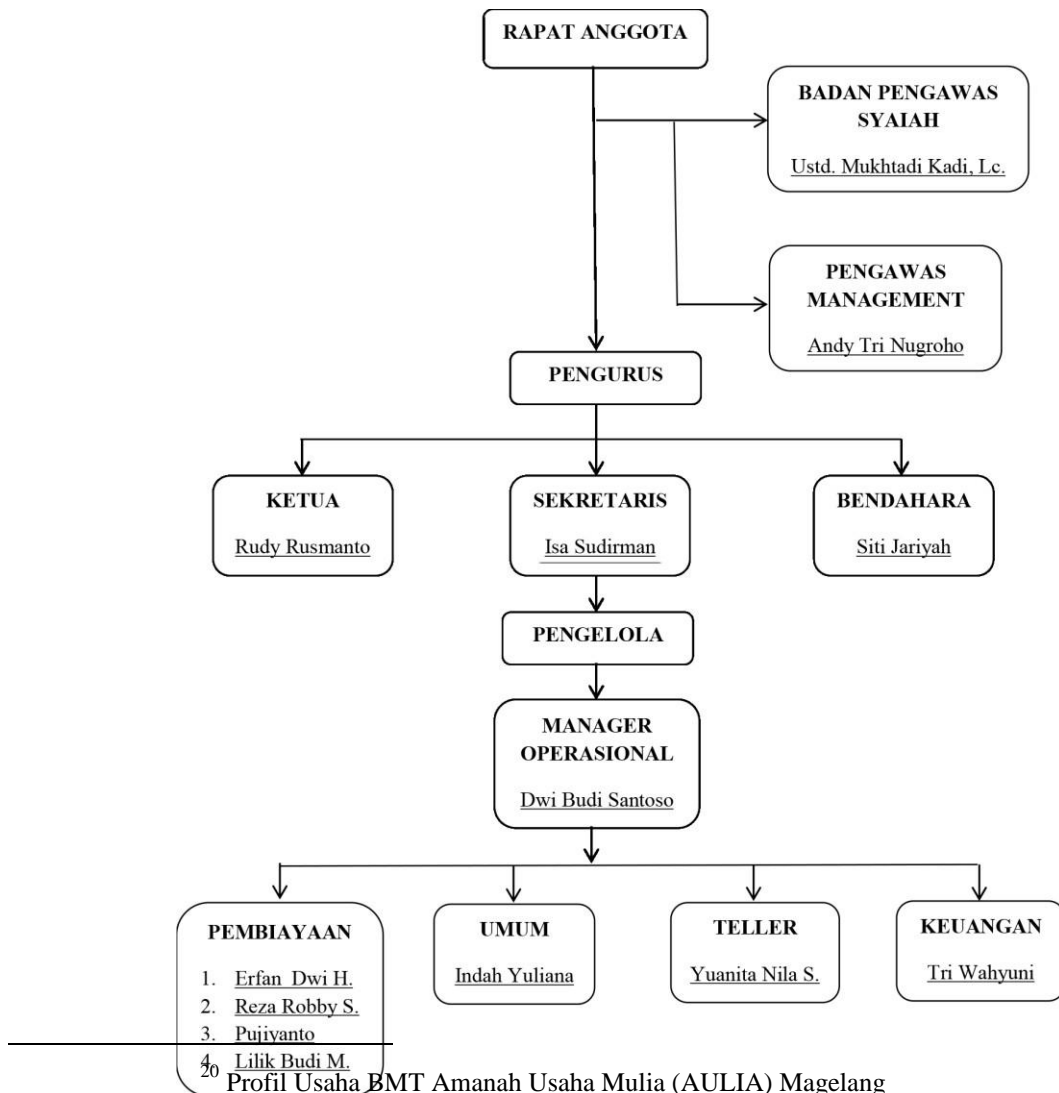 RAPAT ANGGOTA
BADAN PENGAWAS
SYAIAH
Ustd. Mukhtadi Kadi, Lc.
PENGAWAS
MANAGEMENT
Andy Tri Nugroho
PENGURUS
KETUA
Rudy Rusmanto
SEKRETARIS
Isa Sudirman
BENDAHARA
Siti Jariyah
PENGELOLA
MANAGER
OPERASIONAL
Dwi Budi Santoso
PEMBIAYAAN
1. Erfan Dwi H.
2. Reza Robby S.
3. Pujiyanto
4. Lilik Budi M.
UMUM
Indah Yuliana
TELLER
Yuanita Nila S.
KEUANGAN
Tri Wahyuni
20 Profil Usaha BMT Amanah Usaha Mulia (AULIA) Magelang